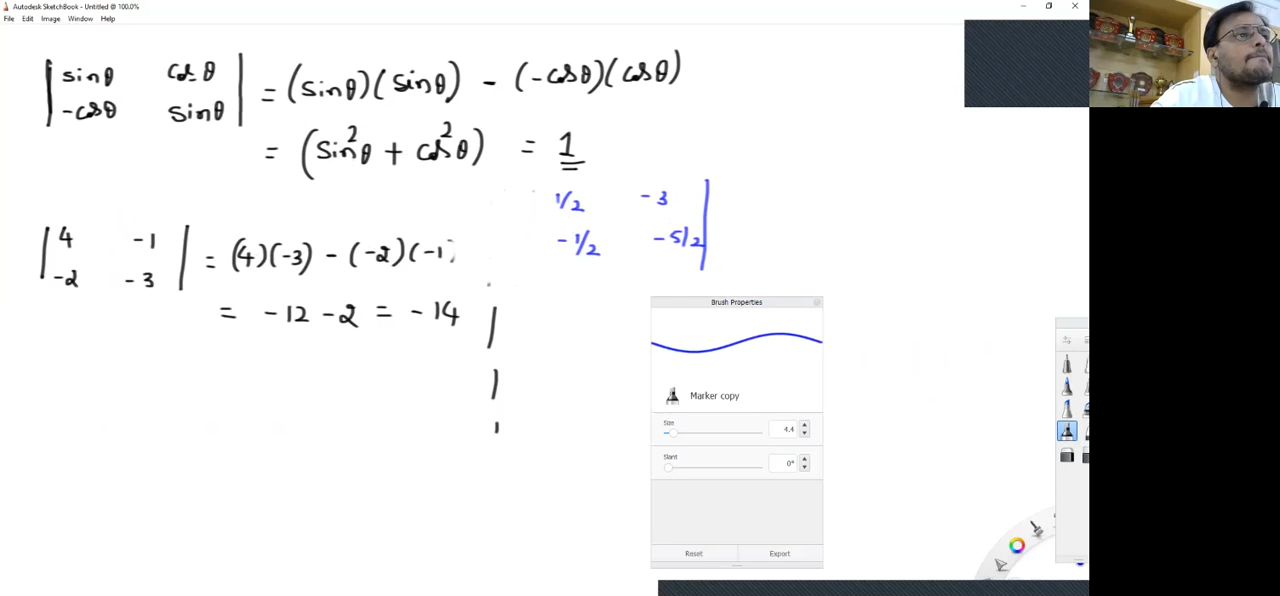 Autodesk SketchBook - Untitled @ 100.0%
File Edit Image Window Help
| sinθ cosθ | = (sinθ)(sinθ) - (-cosθ)(cosθ)
| -cosθ sinθ |
= (sin²θ + cos²θ) = 1
1/2 -3 |
-1/2 -5/2 |
| 4 -1 | = (4)(-3) - (-2)(-1)
| -2 -3 |
= -12 -2 = -14
Brush Properties
Marker copy
Size
4.4
Slant
0°
Reset Export